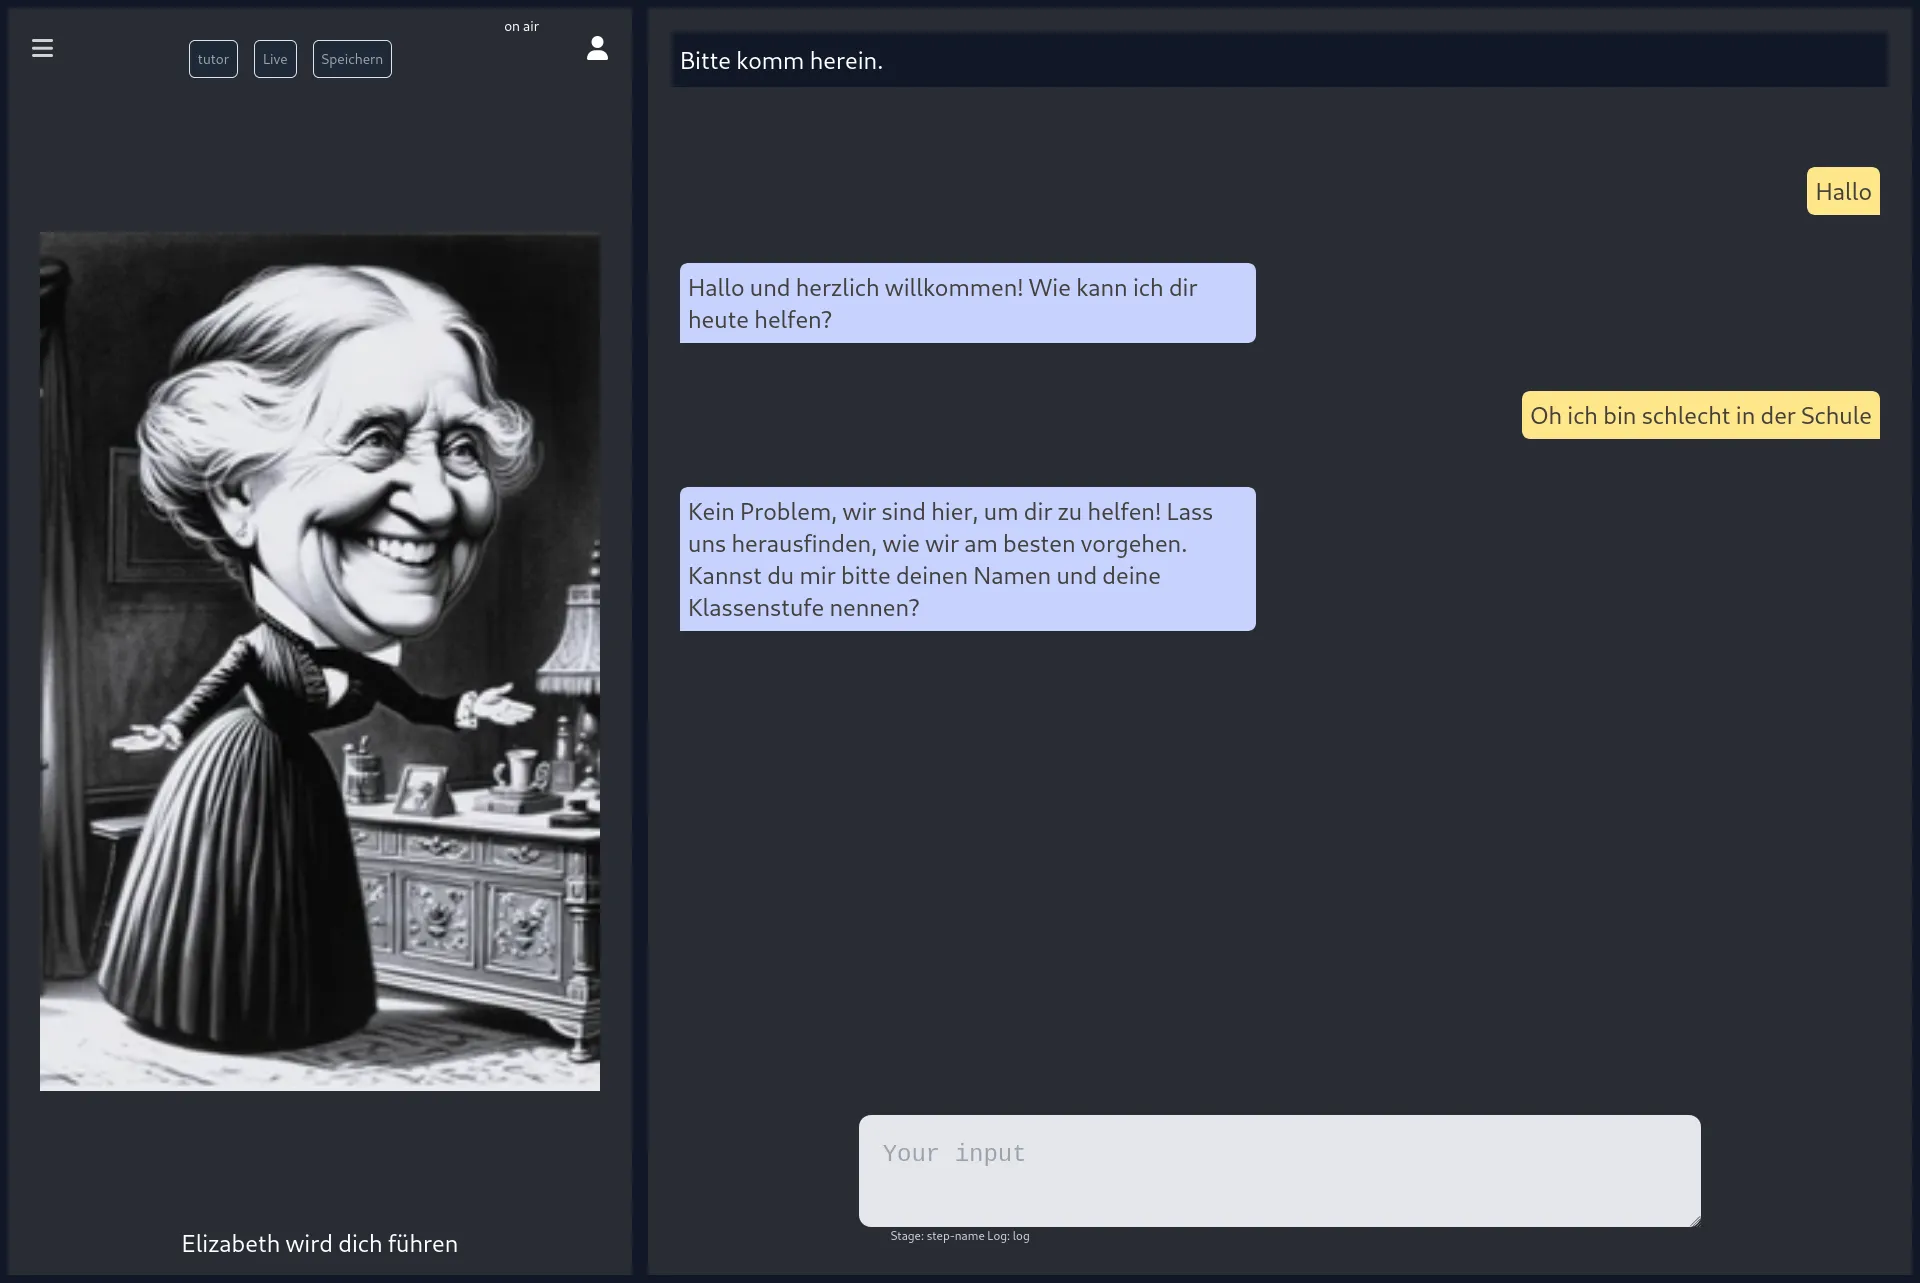 on air
tutor
Live
Speichern
Elizabeth wird dich führen
Bitte komm herein.
Hallo
Hallo und herzlich willkommen! Wie kann ich dir
heute helfen?
Oh ich bin schlecht in der Schule
Kein Problem, wir sind hier, um dir zu helfen! Lass
uns herausfinden, wie wir am besten vorgehen.
Kannst du mir bitte deinen Namen und deine
Klassenstufe nennen?
Your input
Stage: step-name Log: log